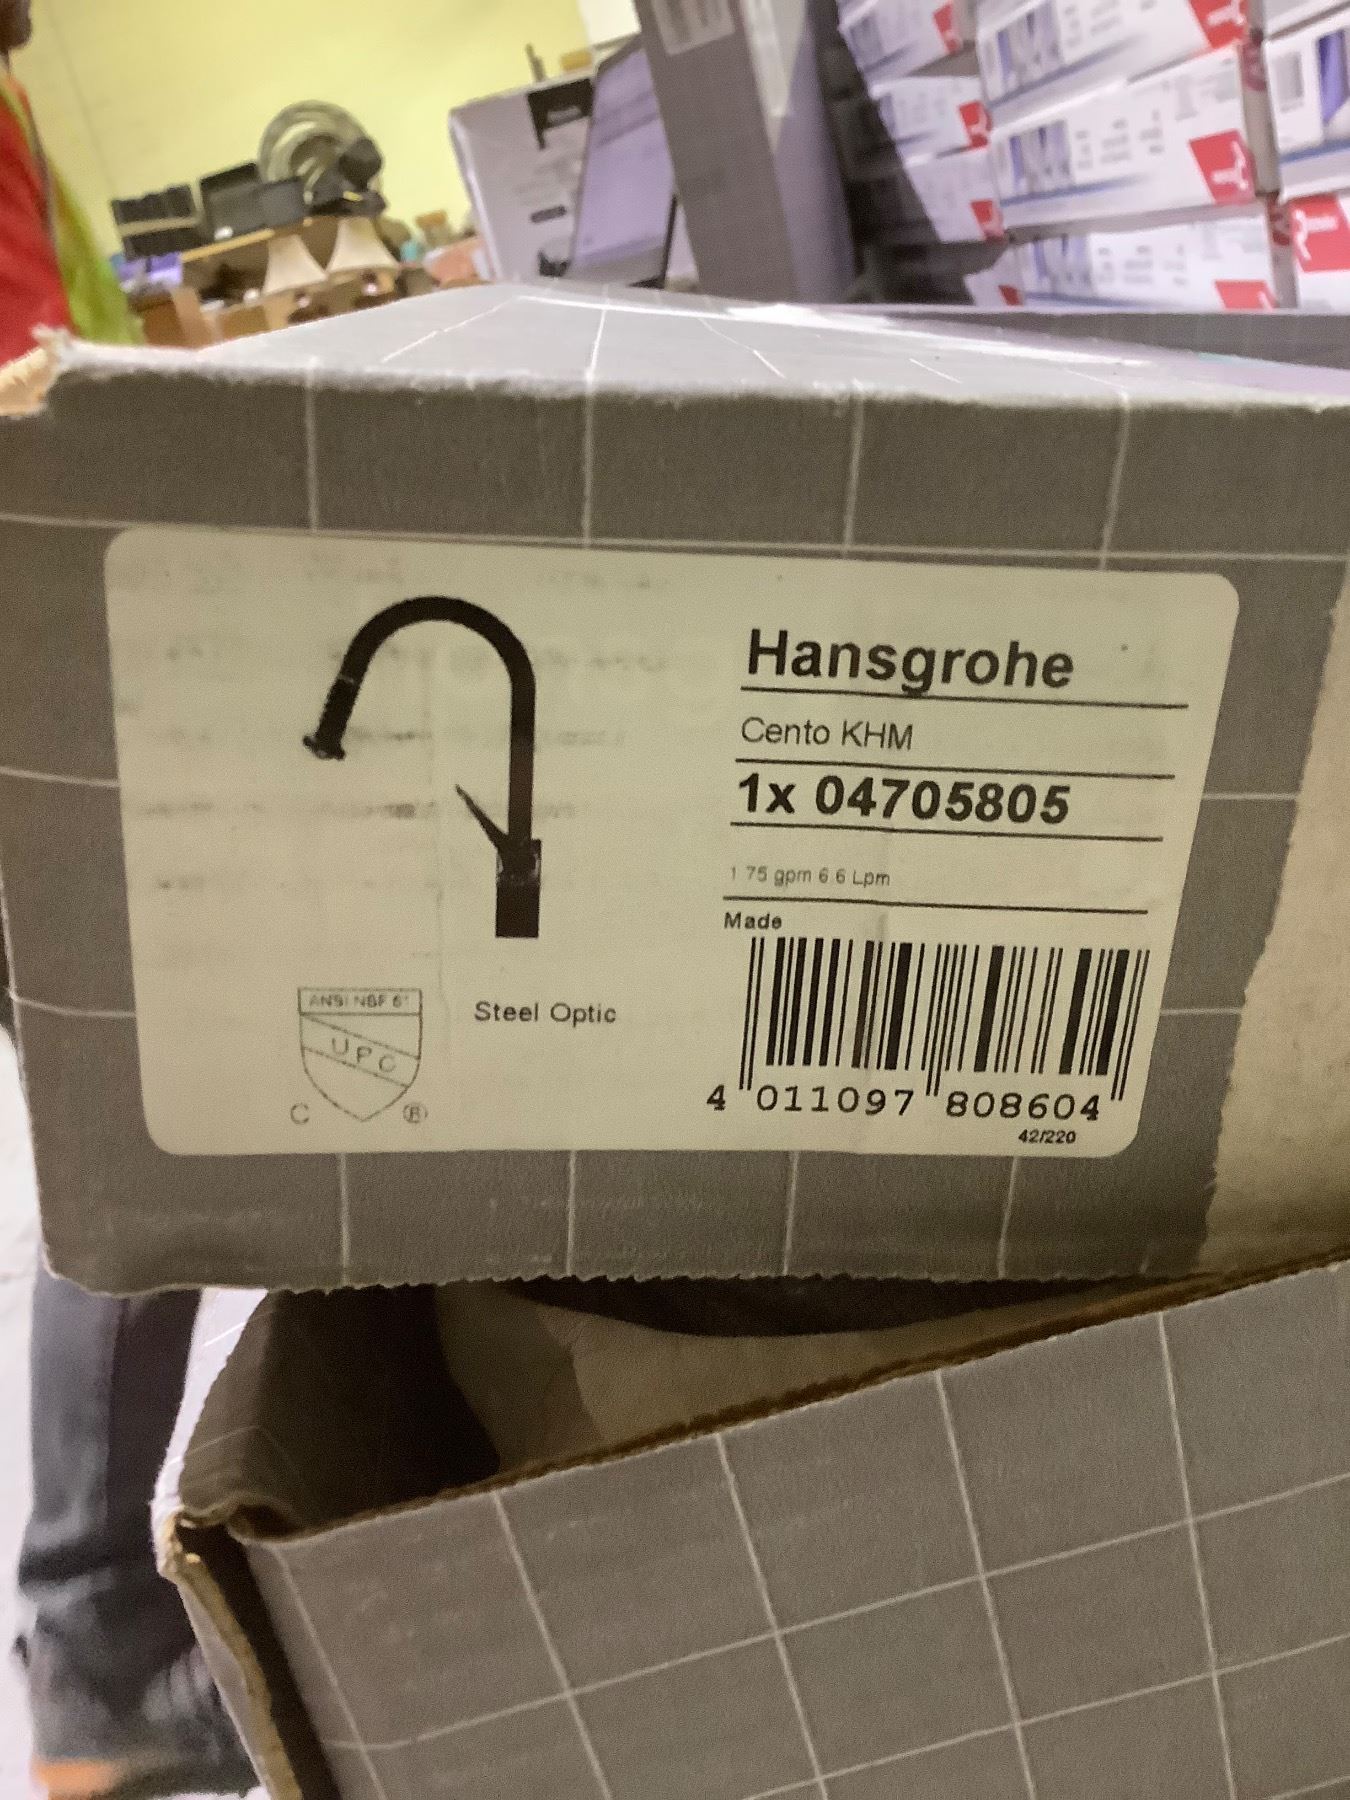 Hansgrohe
Cento KHM
1x 04705805
1.75 gpm 6.6 Lpm
Made
4 011097 808604
42/220
Steel Optic
ANSI NSF 61
UPC
C ®